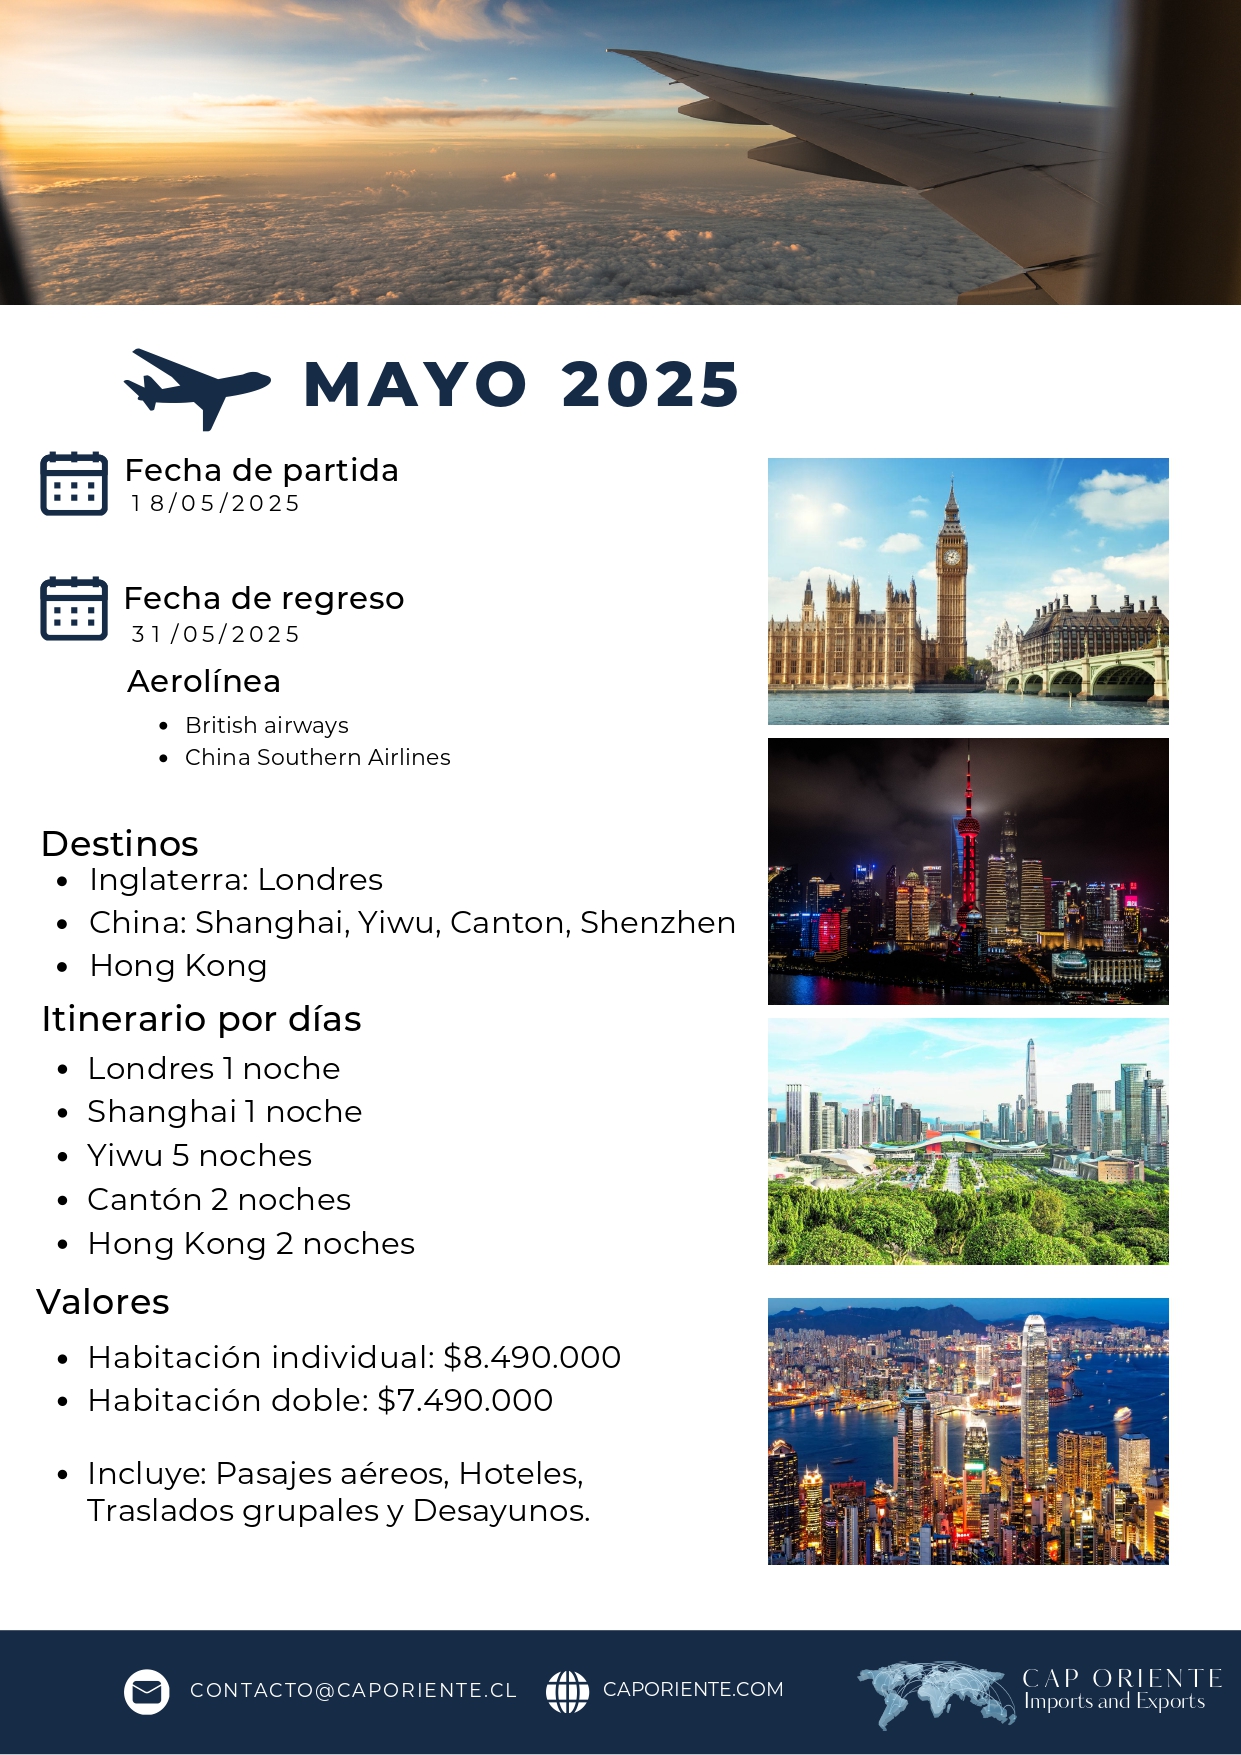 MAYO 2025
Fecha de partida
18/05/2025
Fecha de regreso
31/05/2025
Aerolínea
• British airways
• China Southern Airlines
Destinos
• Inglaterra: Londres
• China: Shanghai, Yiwu, Canton, Shenzhen
• Hong Kong
Itinerario por días
• Londres 1 noche
• Shanghai 1 noche
• Yiwu 5 noches
• Cantón 2 noches
• Hong Kong 2 noches
Valores
• Habitación individual: $8.490.000
• Habitación doble: $7.490.000
• Incluye: Pasajes aéreos, Hoteles,
Traslados grupales y Desayunos.
CONTACTO@CAPORIENTE.CL
CAPORIENTE.COM
CAP ORIENTE
Imports and Exports